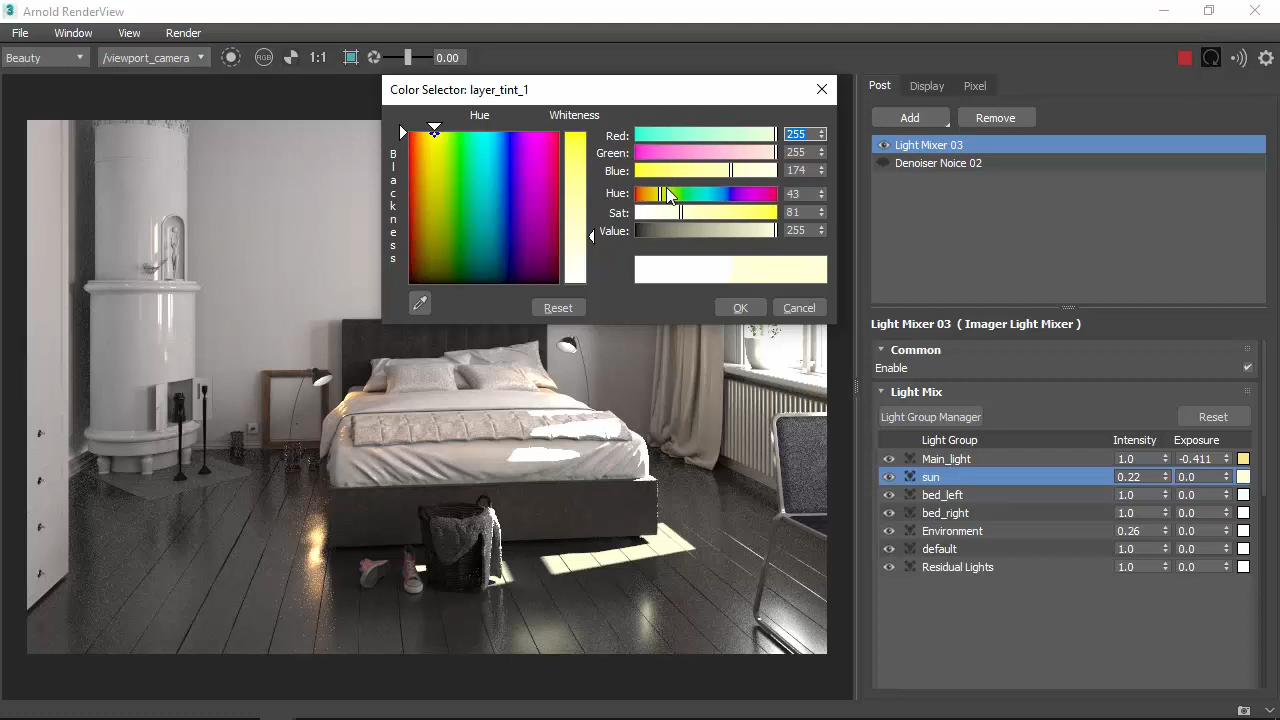 Arnold RenderView
File Window View Render
Beauty /viewport_camera RGB 1:1 0.00
Color Selector: layer_tint_1
Hue Whiteness
Blackness
Red: 255
Green: 255
Blue: 174
Hue: 43
Sat: 81
Value: 255
Reset OK Cancel
Post Display Pixel
Add Remove
Light Mixer 03
Denoiser Noice 02
Light Mixer 03 ( Imager Light Mixer )
Common
Enable
Light Mix
Light Group Manager Reset
Light Group Intensity Exposure
Main_light 1.0 -0.411
sun 0.22 0.0
bed_left 1.0 0.0
bed_right 1.0 0.0
Environment 0.26 0.0
default 1.0 0.0
Residual Lights 1.0 0.0